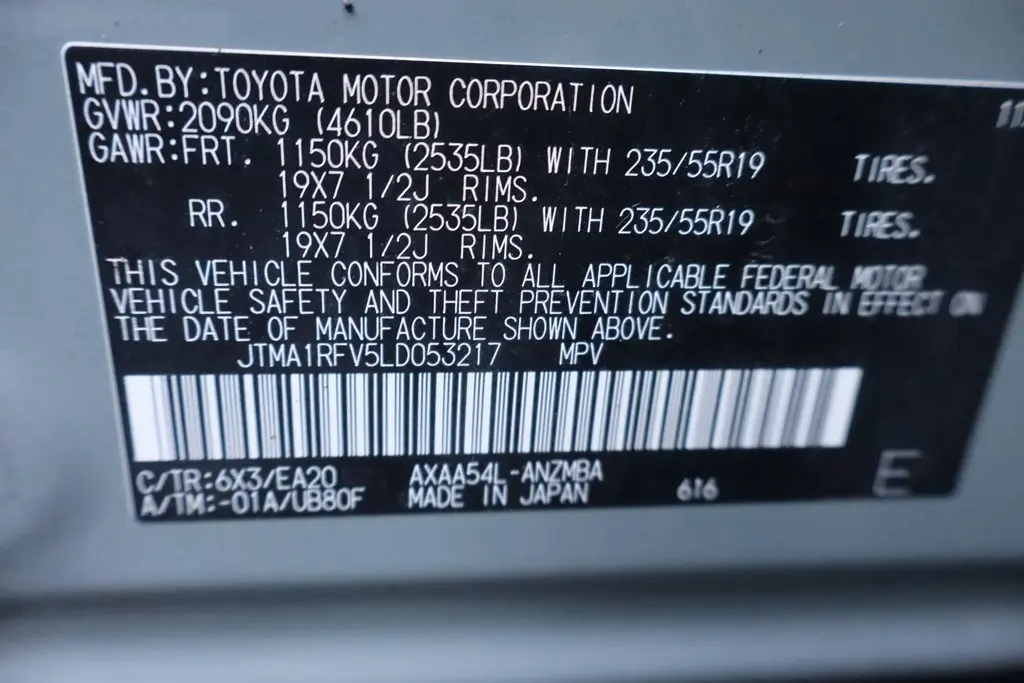 MFD.BY:TOYOTA MOTOR CORPORATION
GVWR:2090KG (4610LB)
GAWR:FRT. 1150KG (2535LB) WITH 235/55R19 TIRES.
19X7 1/2J RIMS.
RR. 1150KG (2535LB) WITH 235/55R19 TIRES.
19X7 1/2J RIMS.
THIS VEHICLE CONFORMS TO ALL APPLICABLE FEDERAL MOTOR
VEHICLE SAFETY AND THEFT PREVENTION STANDARDS IN EFFECT ON
THE DATE OF MANUFACTURE SHOWN ABOVE.
JTMA1RFV5LD053217 MPV
C/TR:6X3/EA20 AXAA54L-ANZMBA
A/TM:-01A/UB80F MADE IN JAPAN 616 E